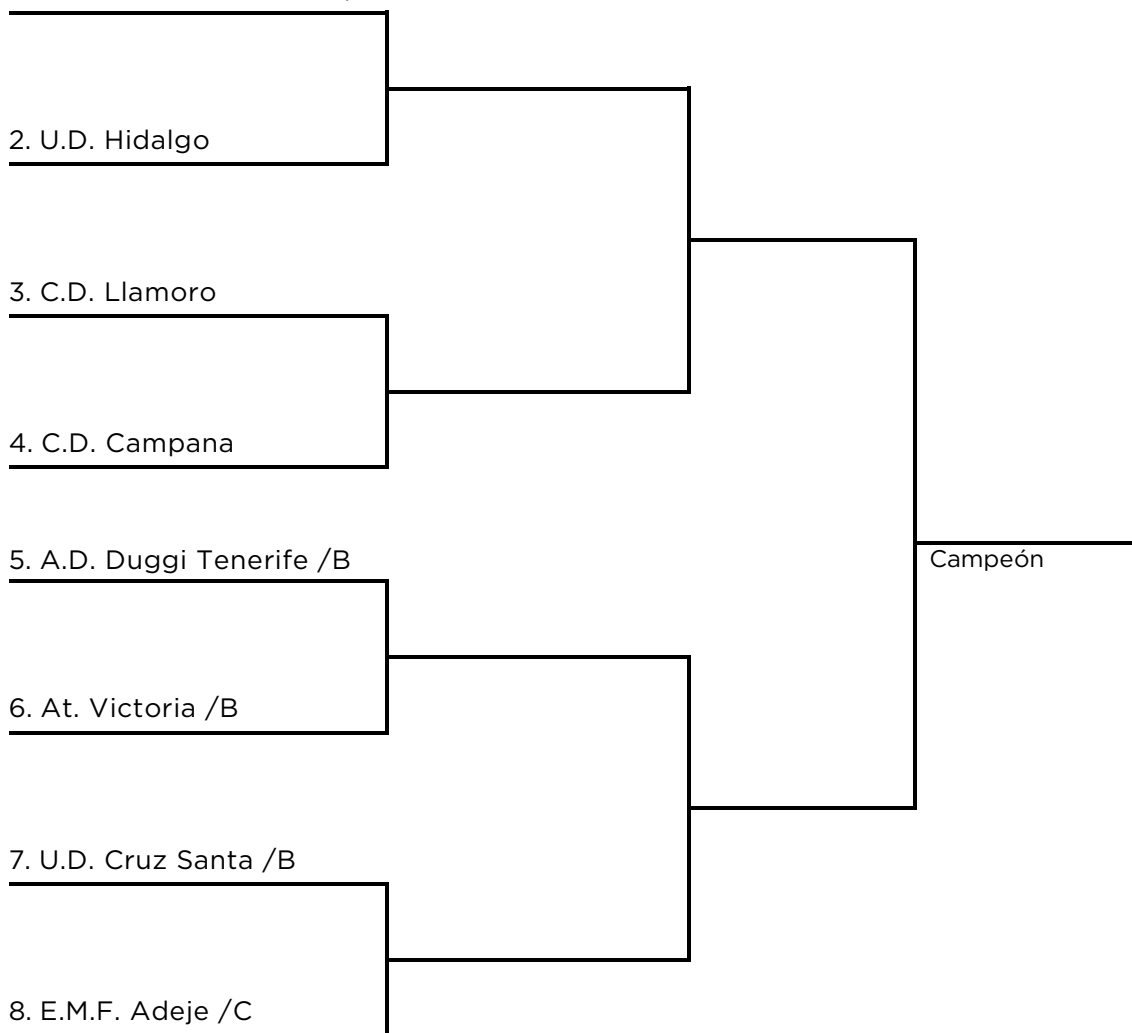 2. U.D. Hidalgo
3. C.D. Llamoro
4. C.D. Campana
5. A.D. Duggi Tenerife /B
Campeón
6. At. Victoria /B
7. U.D. Cruz Santa /B
8. E.M.F. Adeje /C